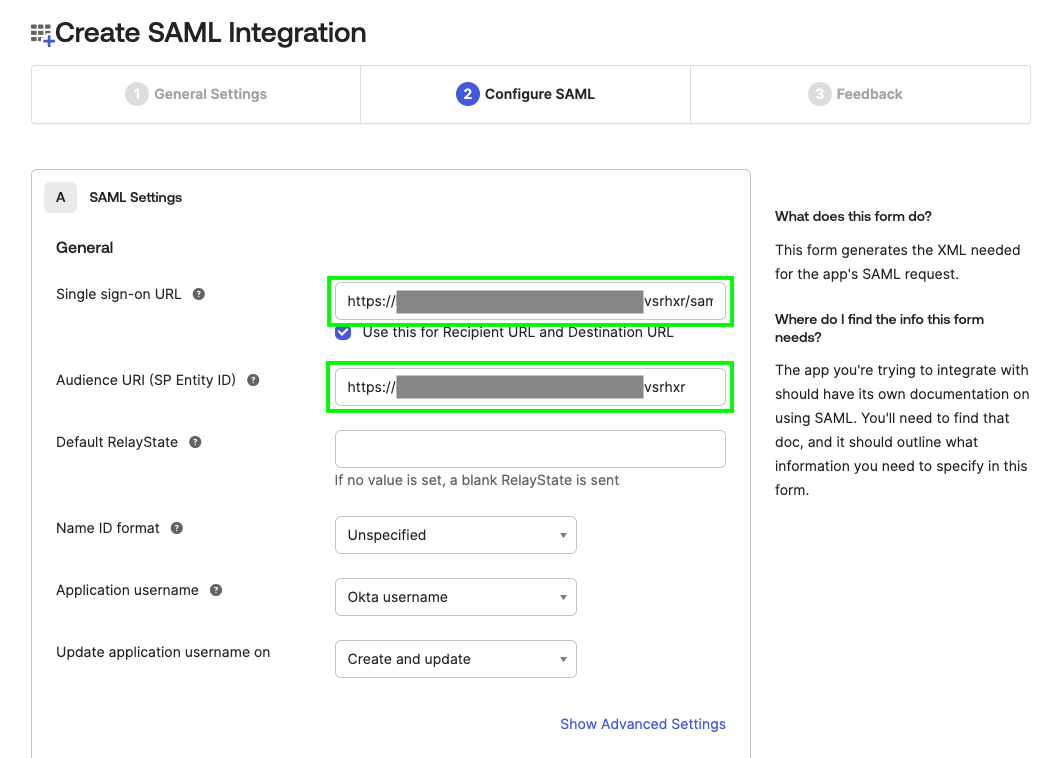 Create SAML Integration
1 General Settings
2 Configure SAML
3 Feedback
A SAML Settings
General
Single sign-on URL ?
https:// vsrhxr/sam
Use this for Recipient URL and Destination URL
Audience URI (SP Entity ID) ?
https:// vsrhxr
Default RelayState ?
If no value is set, a blank RelayState is sent
Name ID format ?
Unspecified
Application username ?
Okta username
Update application username on
Create and update
Show Advanced Settings
What does this form do?
This form generates the XML needed
for the app's SAML request.
Where do I find the info this form
needs?
The app you're trying to integrate with
should have its own documentation on
using SAML. You'll need to find that
doc, and it should outline what
information you need to specify in this
form.